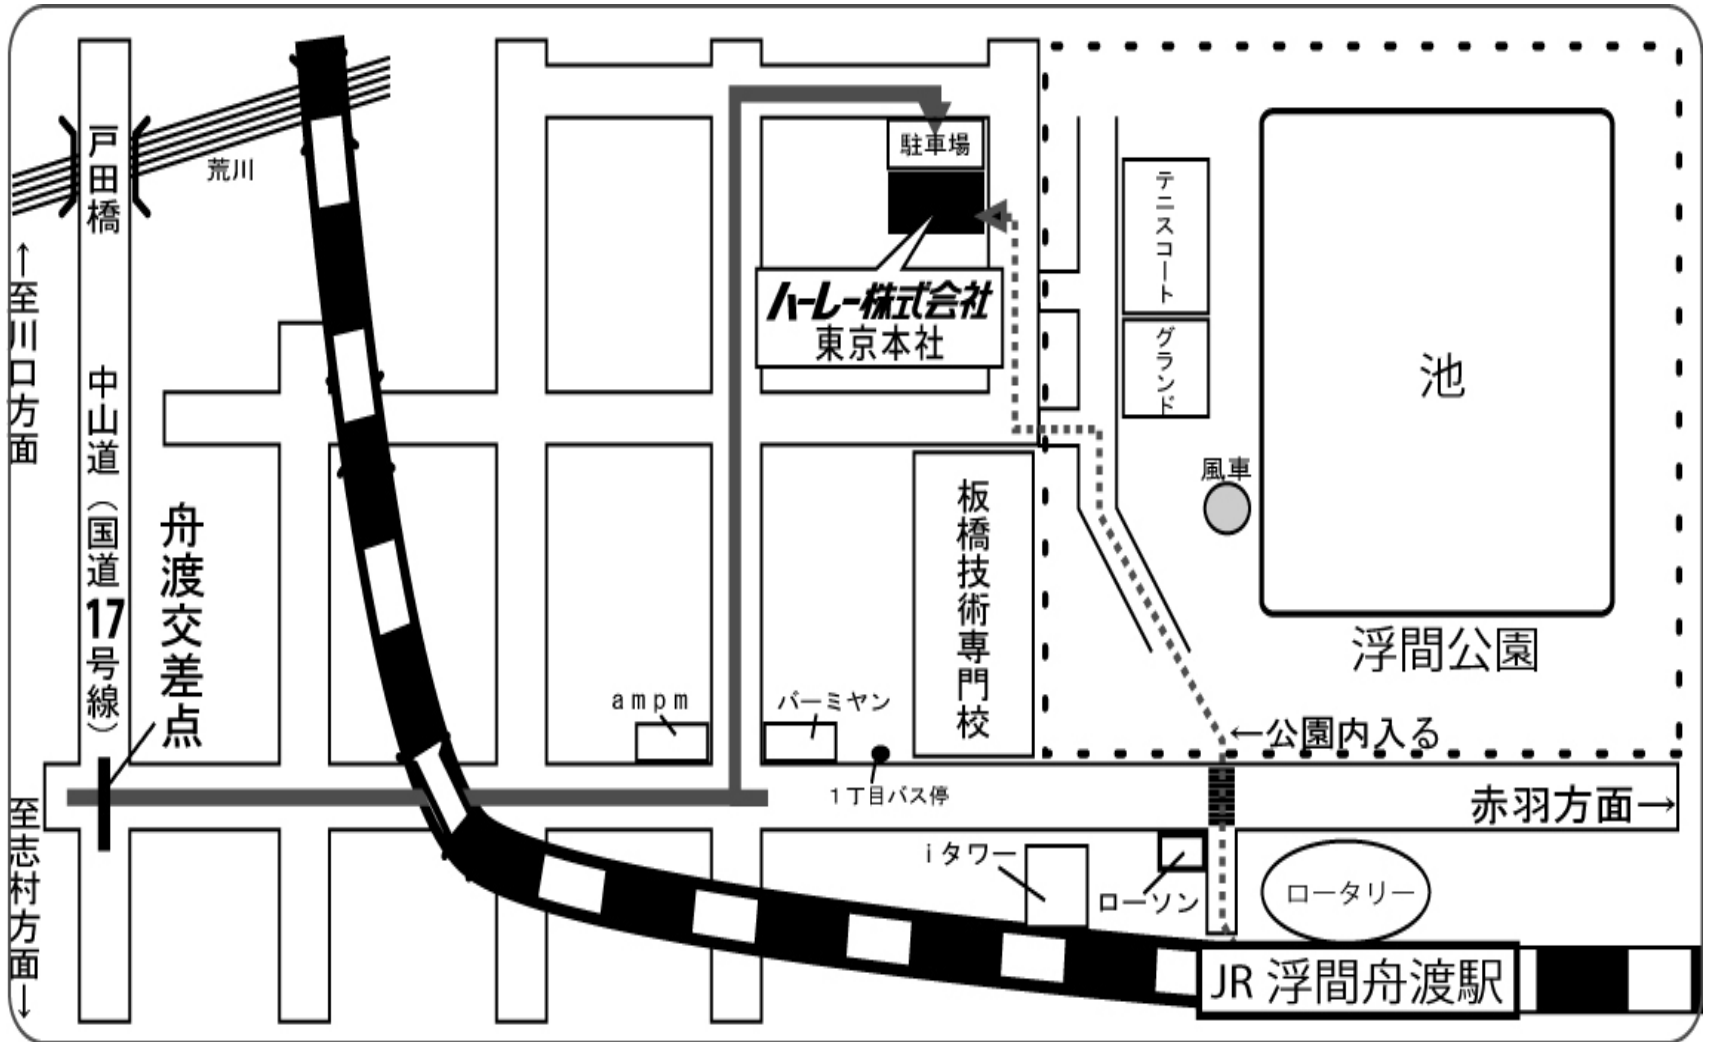 戸田橋
荒川
←至川口方面
中山道（国道17号線）
舟渡交差点
至志村方面→
駐車場
ハーレー株式会社
東京本社
テニスコート
グランド
池
風車
浮間公園
板橋技術専門校
ampm
バーミヤン
1丁目バス停
←公園内入る
赤羽方面→
iタワー
ローソン
ロータリー
JR 浮間舟渡駅